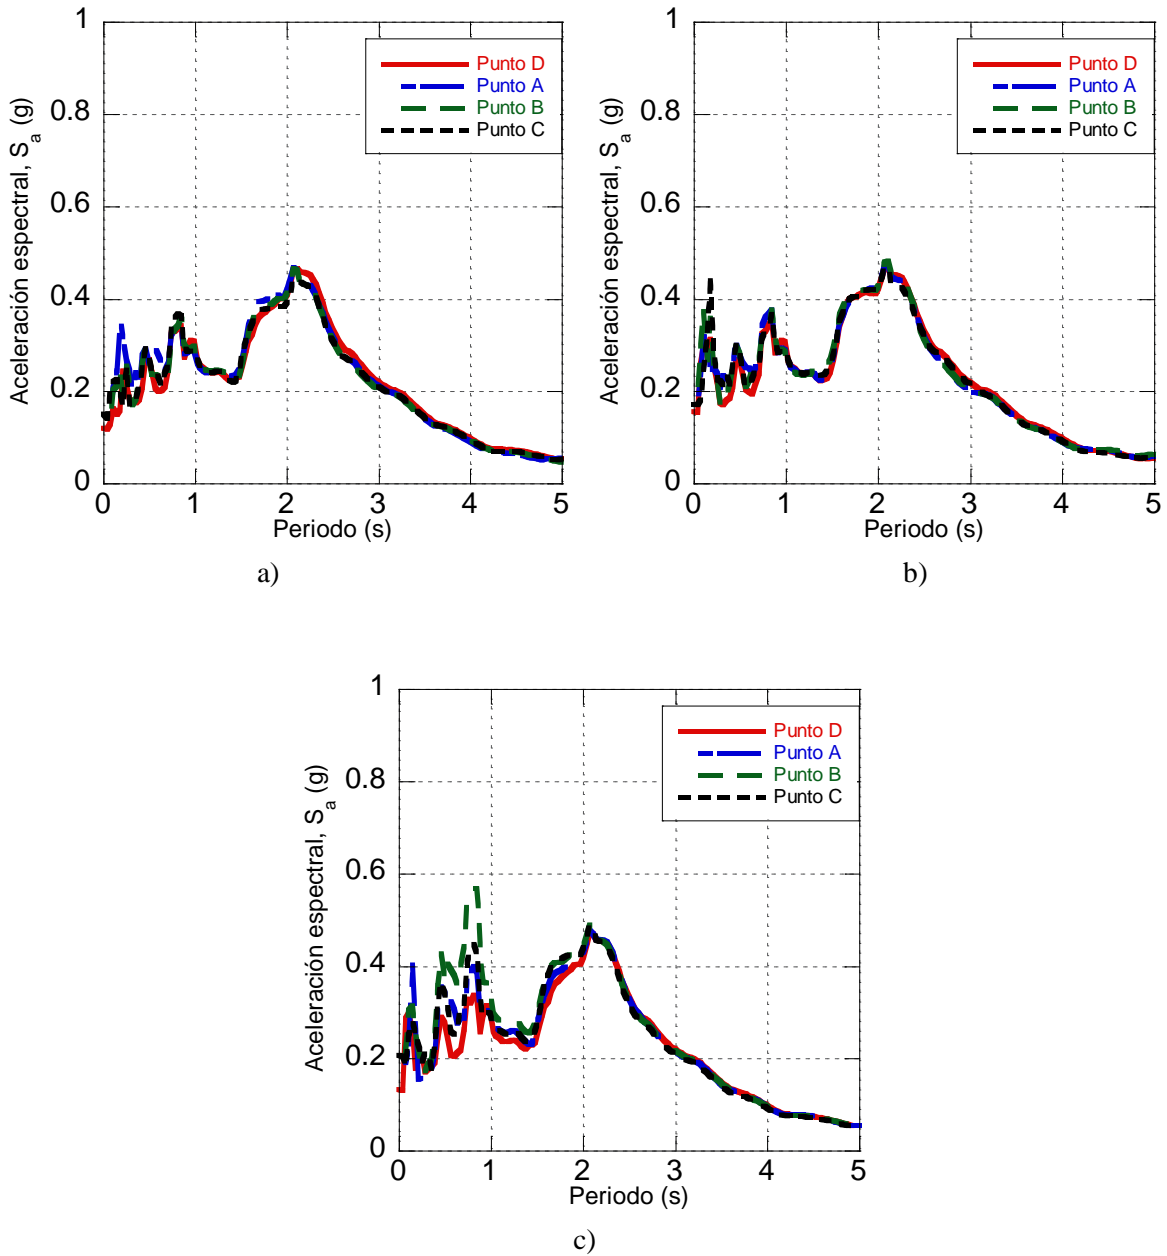 1
0.8
0.6
0.4
0.2
0
Aceleración espectral, S_a (g)
Punto D
Punto A
Punto B
Punto C
0 1 2 3 4 5
Periodo (s)
a)
1
0.8
0.6
0.4
0.2
0
Aceleración espectral, S_a (g)
Punto D
Punto A
Punto B
Punto C
0 1 2 3 4 5
Periodo (s)
b)
1
0.8
0.6
0.4
0.2
0
Aceleración espectral, S_a (g)
Punto D
Punto A
Punto B
Punto C
0 1 2 3 4 5
Periodo (s)
c)